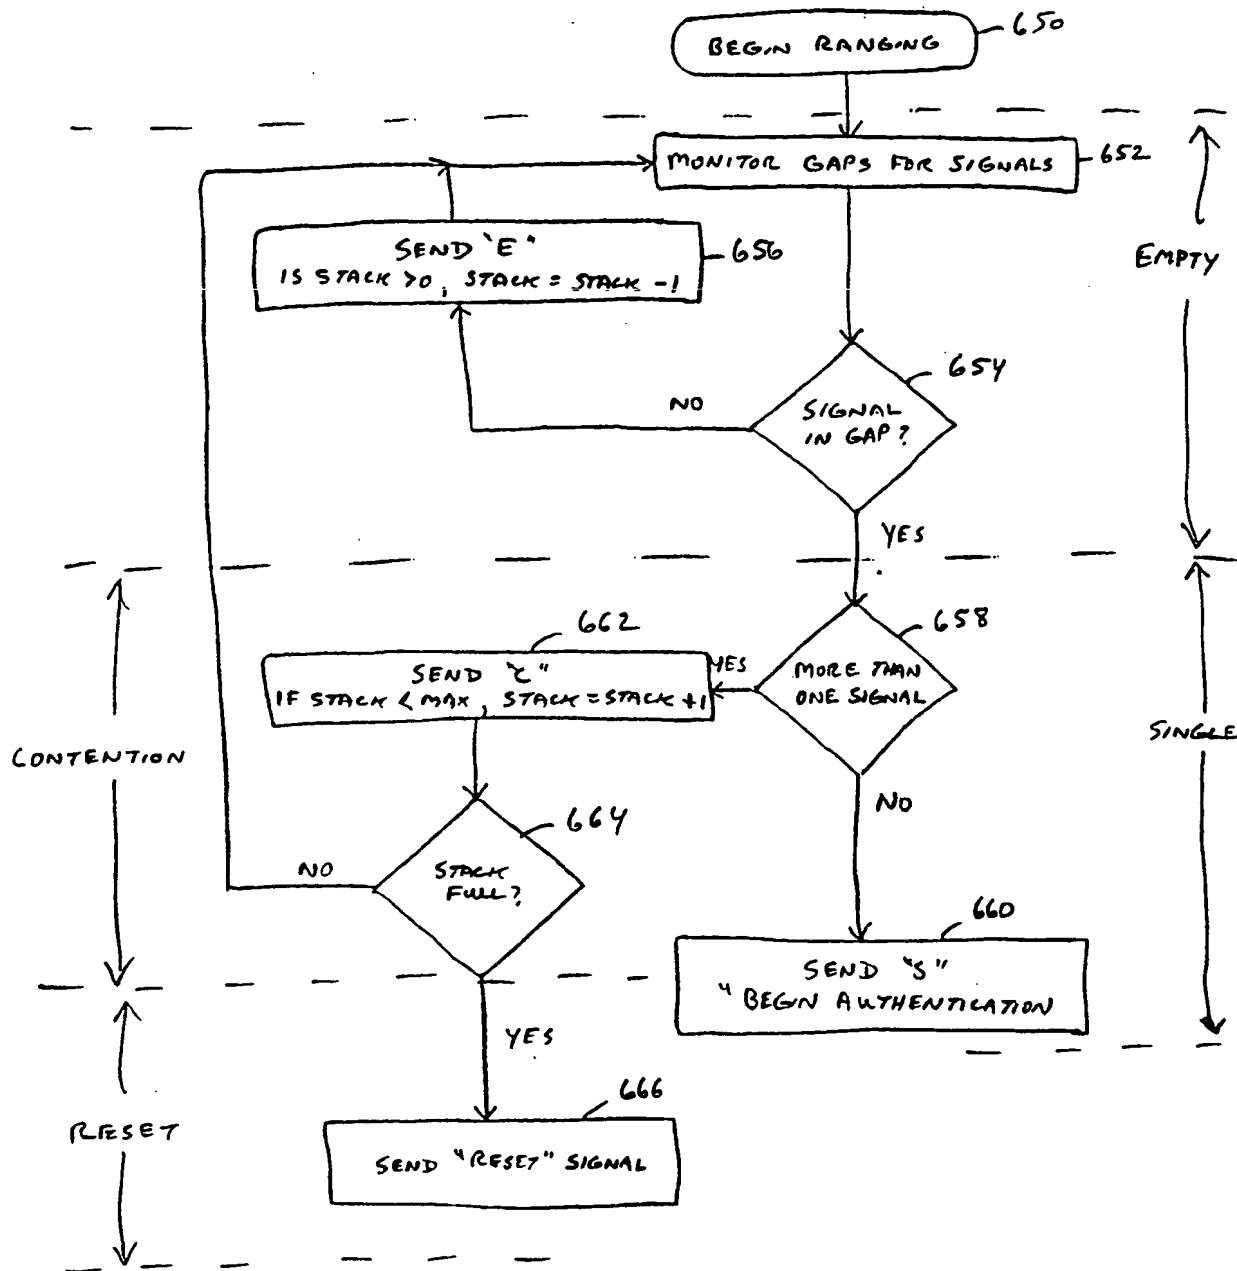 BEGIN RANGING
650
MONITOR GAPS FOR SIGNALS
652
SEND "E"
IS STACK >0, STACK = STACK -1
656
EMPTY
654
SIGNAL
IN GAP?
NO
YES
658
MORE THAN
ONE SIGNAL
662
SEND "C"
IF STACK < MAX, STACK = STACK +1
YES
SINGLE
CONTENTION
NO
664
STACK
FULL?
NO
660
SEND "S"
" BEGIN AUTHENTICATION
YES
RESET
666
SEND "RESET" SIGNAL